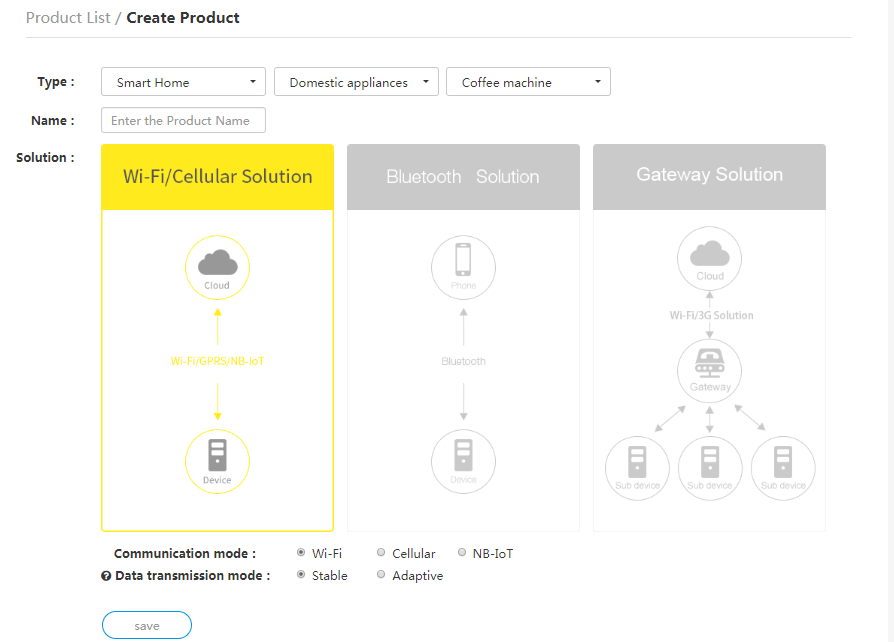 Product List / Create Product
Type : Smart Home Domestic appliances Coffee machine
Name : Enter the Product Name
Solution : Wi-Fi/Cellular Solution Bluetooth Solution Gateway Solution
Cloud
Wi-Fi/GPRS/NB-IoT
Device
Phone
Bluetooth
Device
Cloud
Wi-Fi/3G Solution
Gateway
Sub device Sub device Sub device
Communication mode : Wi-Fi Cellular NB-IoT
? Data transmission mode : Stable Adaptive
save